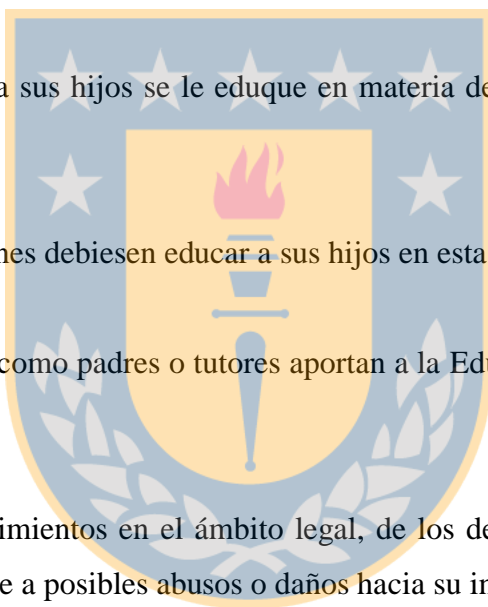 a sus hijos se le eduque en materia de
nes debiesen educar a sus hijos en esta
como padres o tutores aportan a la Edu
imientos en el ámbito legal, de los de
e a posibles abusos o daños hacia su in